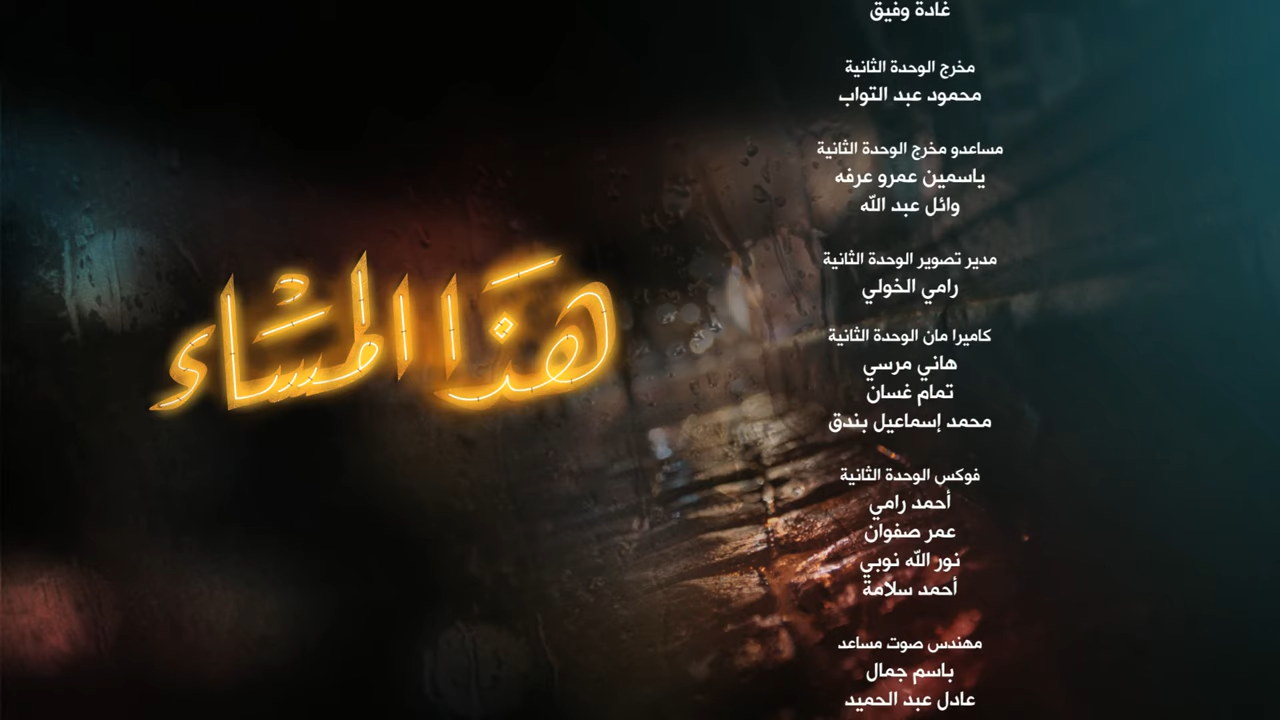 هَذَا المَسَاء
غادة وفيق
مخرج الوحدة الثانية
محمود عبد التواب
مساعدو مخرج الوحدة الثانية
ياسمين عمرو عرفه
وائل عبد الله
مدير تصوير الوحدة الثانية
رامي الخولي
كاميرا مان الوحدة الثانية
هاني مرسي
تمام غسان
محمد إسماعيل بندق
فوكس الوحدة الثانية
أحمد رامي
عمر صفوان
نور الله نوبي
أحمد سلامة
مهندس صوت مساعد
باسم جمال
عادل عبد الحميد